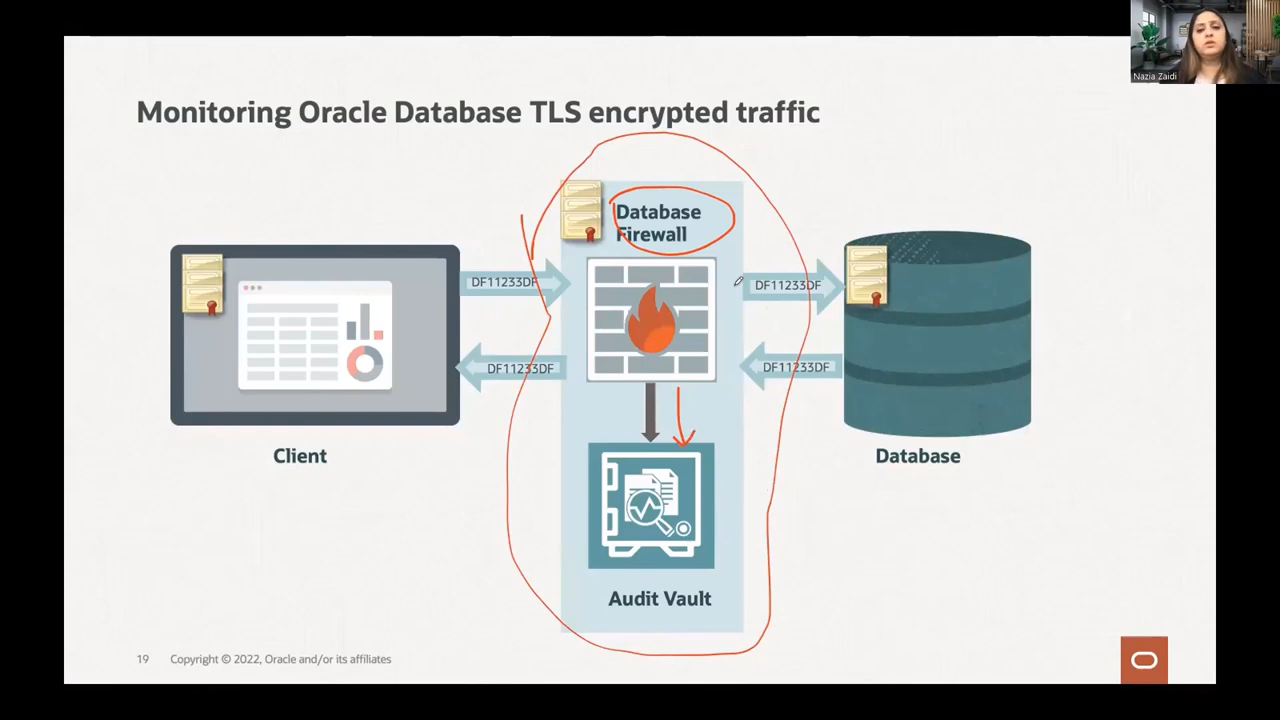 Nazia Zaidi
Monitoring Oracle Database TLS encrypted traffic
Database
Firewall
DF11233DF
DF11233DF
DF11233DF
DF11233DF
Client
Database
Audit Vault
19 Copyright © 2022, Oracle and/or its affiliates